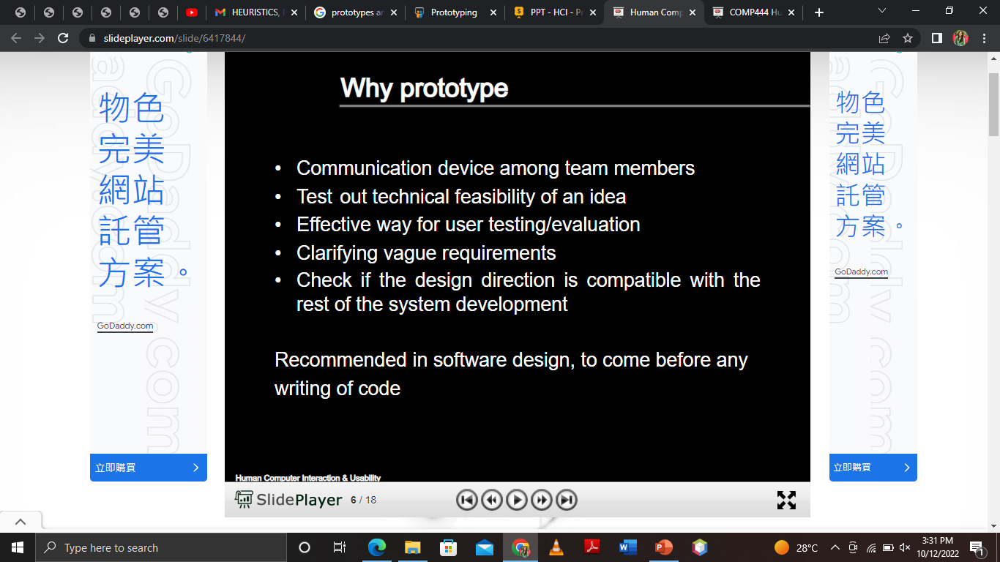 HEURISTICS,
prototypes an
Prototyping
PPT - HCI - Pr
Human Comp
COMP444 Hu
slideplayer.com/slide/6417844/
物色
完美
網站
託管
方案。
GoDaddy.com
立即購買
Why prototype
• Communication device among team members
• Test out technical feasibility of an idea
• Effective way for user testing/evaluation
• Clarifying vague requirements
• Check if the design direction is compatible with the
rest of the system development
Recommended in software design, to come before any
writing of code
Human Computer Interaction & Usability
SlidePlayer 6 / 18
物色
完美
網站
託管
方案。
GoDaddy.com
立即購買
Type here to search
28°C
3:31 PM
10/12/2022
1